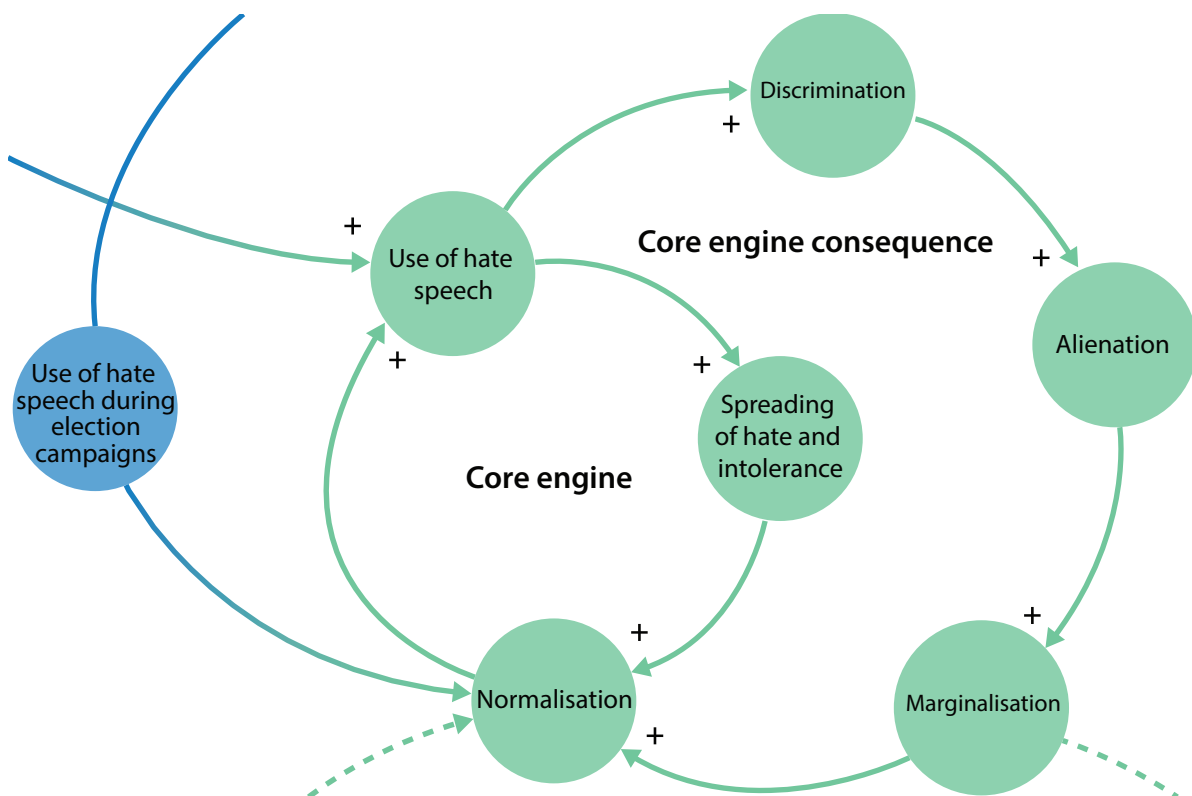 Discrimination
+
+
Use of hate
speech
Core engine consequence
+
+
+
Alienation
Use of hate
speech during
election
campaigns
Spreading
of hate and
intolerance
Core engine
+
+
Normalisation
Marginalisation
+